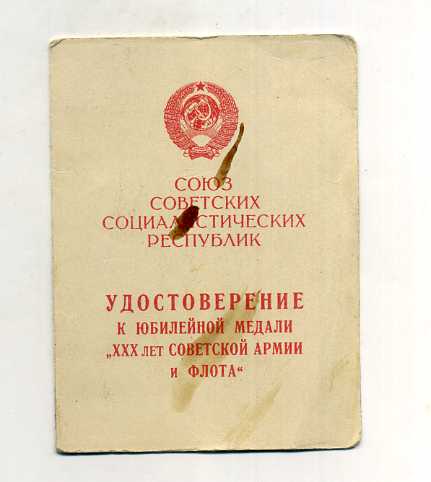 СОЮЗ
СОВЕТСКИХ
СОЦИАЛИСТИЧЕСКИХ
РЕСПУБЛИК
УДОСТОВЕРЕНИЕ
К ЮБИЛЕЙНОЙ МЕДАЛИ
„XXX ЛЕТ СОВЕТСКОЙ АРМИИ
И ФЛОТА“